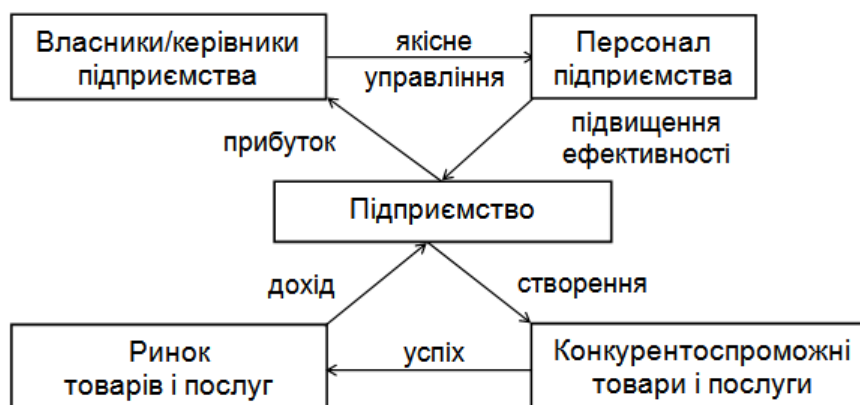 Власники/керівники
підприємства
якісне
управління
Персонал
підприємства
прибуток
підвищення
ефективності
Підприємство
дохід
створення
Ринок
товарів і послуг
успіх
Конкурентоспроможні
товари і послуги